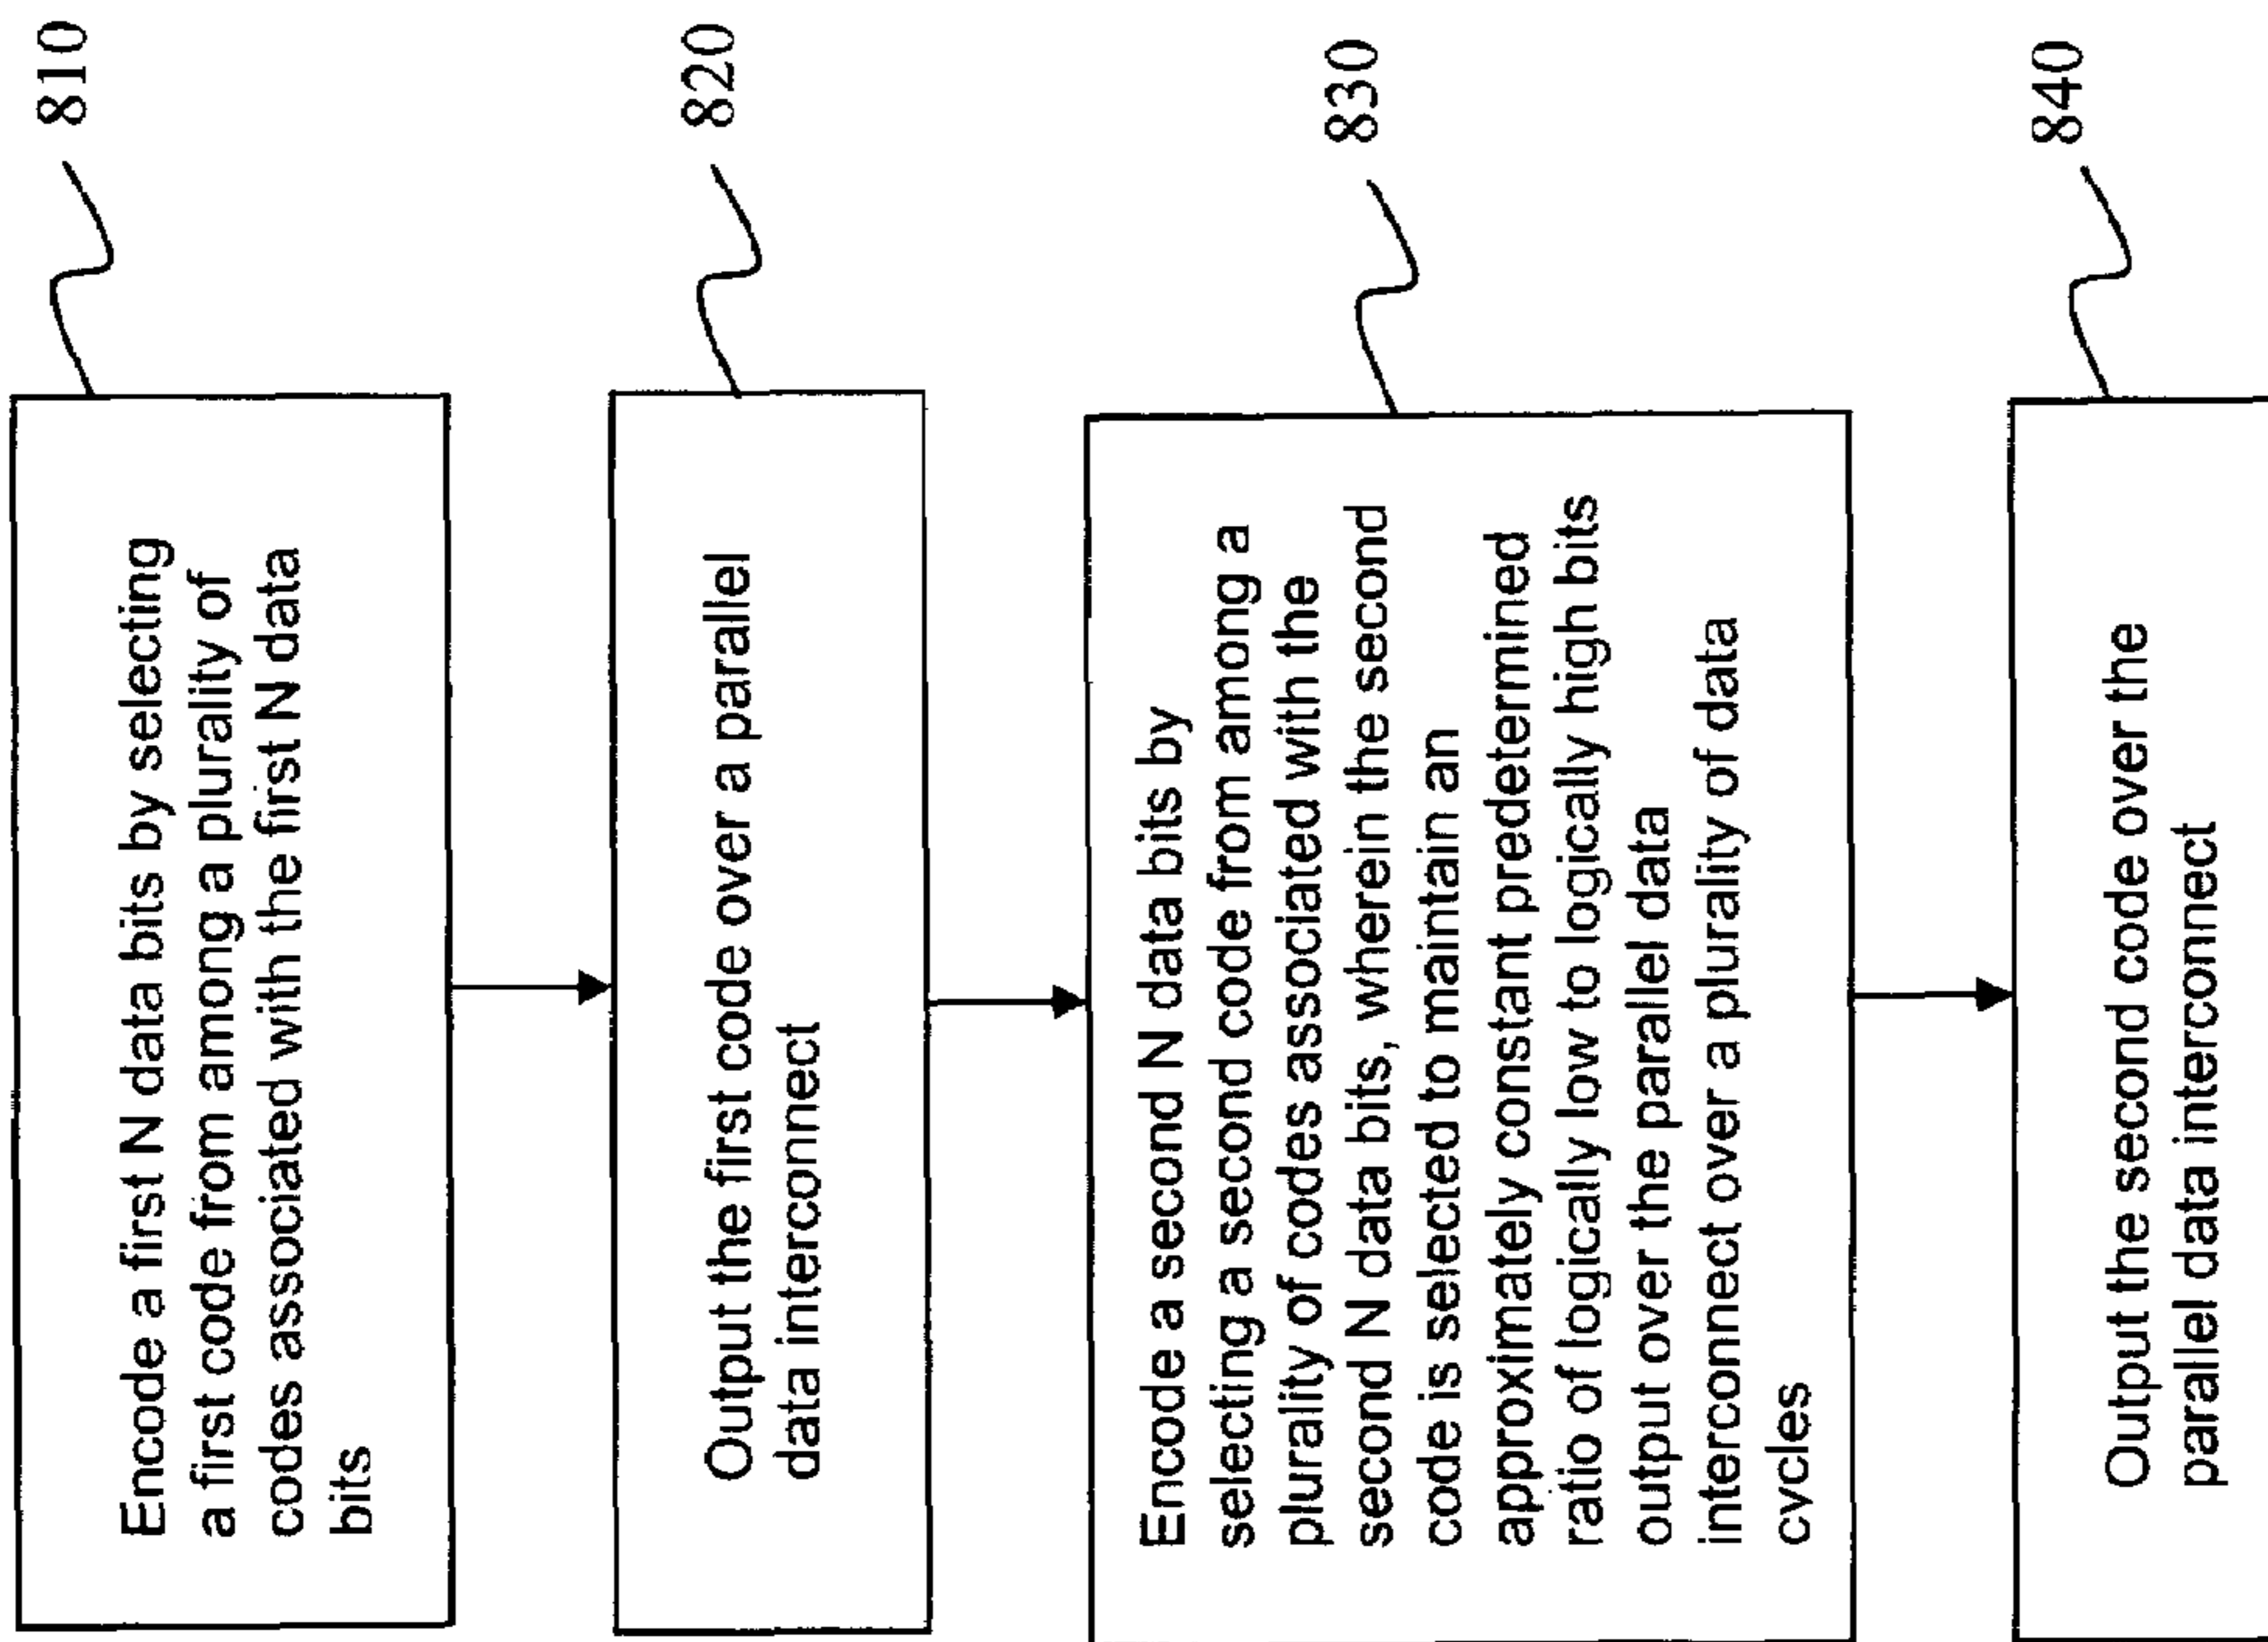 810
Encode a first N data bits by selecting
a first code from among a plurality of
codes associated with the first N data
bits
820
Output the first code over a parallel
data interconnect
830
Encode a second N data bits by
selecting a second code from among a
plurality of codes associated with the
second N data bits, wherein the second
code is selected to maintain an
approximately constant predetermined
ratio of logically low to logically high bits
output over the parallel data
interconnect over a plurality of data
cycles
840
Output the second code over the
parallel data interconnect